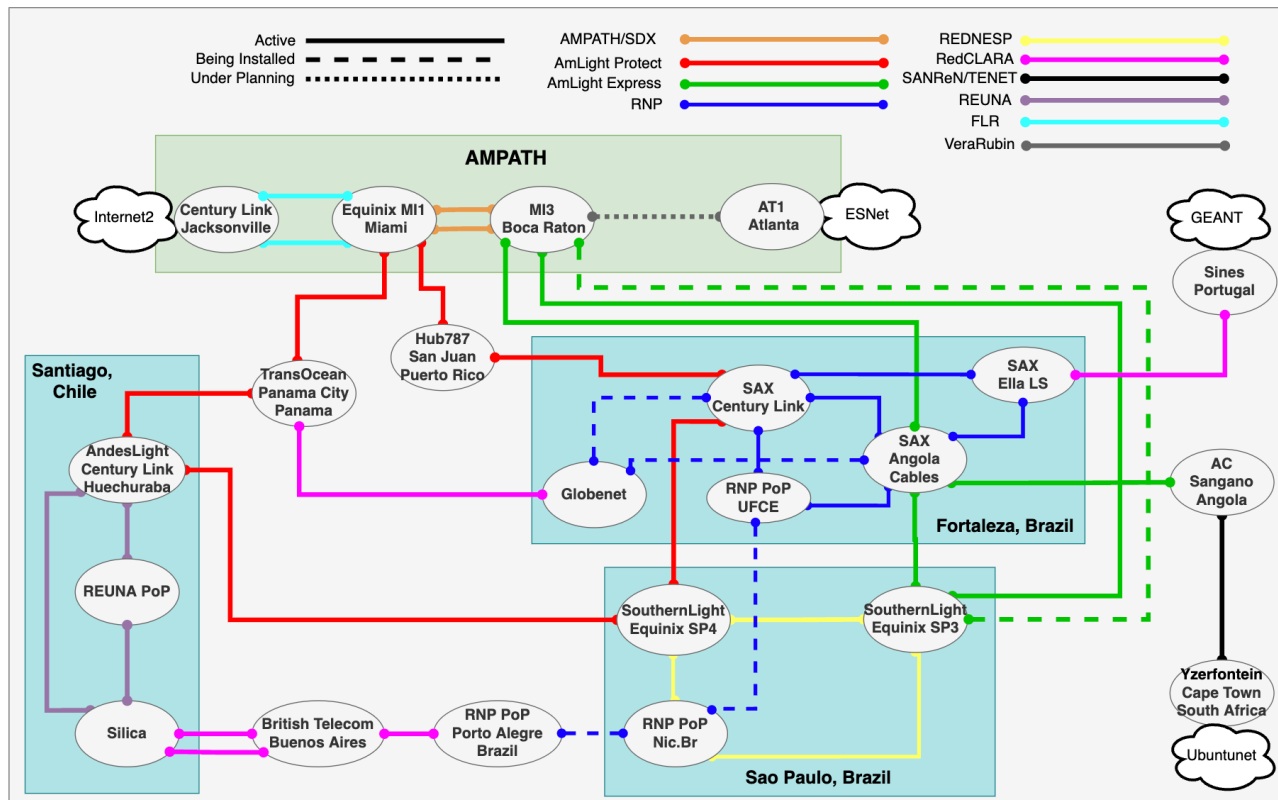 Active
Being Installed
Under Planning
AMPATH/SDX
AmLight Protect
AmLight Express
RNP
REDNESP
RedCLARA
SANReN/TENET
REUNA
FLR
VeraRubin
AMPATH
Internet2
Century Link
Jacksonville
Equinix MI1
Miami
MI3
Boca Raton
AT1
Atlanta
ESNet
GEANT
Sines
Portugal
Hub787
San Juan
Puerto Rico
Santiago,
Chile
TransOcean
Panama City
Panama
SAX
Century Link
SAX
Ella LS
AndesLight
Century Link
Huechuraba
SAX
Angola
Cables
Globenet
RNP PoP
UFCE
AC
Sangano
Angola
Fortaleza, Brazil
REUNA PoP
SouthernLight
Equinix SP4
SouthernLight
Equinix SP3
Yzerfontein
Cape Town
South Africa
Silica
British Telecom
Buenos Aires
RNP PoP
Porto Alegre
Brazil
RNP PoP
Nic.Br
Ubuntunet
Sao Paulo, Brazil